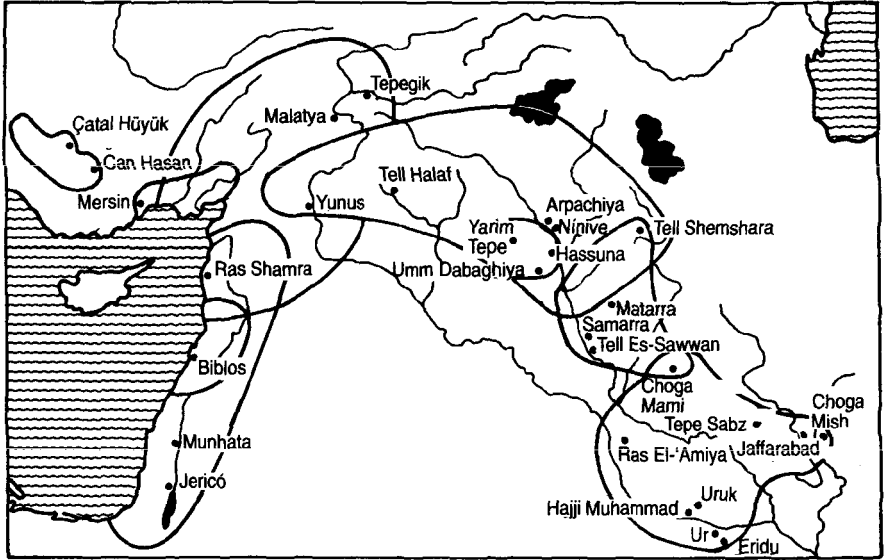 Tepegik
Malatya
Çatal Hüyük
Can Hasan
Mersin
Tell Halaf
Yunus
Arpachiya
Yarim
Tepe
Nínive
Tell Shemshara
Hassuna
Umm Dabaghiya
Ras Shamra
Matarra
Samarra
Tell Es-Sawwan
Biblos
Choga
Mami
Choga
Mish
Tepe Sabz
Jaffarabad
Munhata
Ras El-'Amiya
Jericó
Uruk
Hajji Muhammad
Ur
Eridu